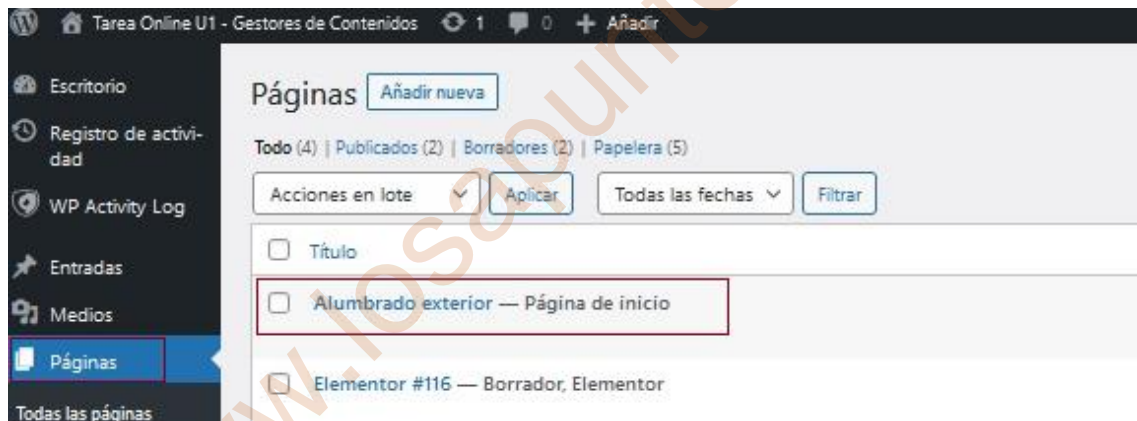 Tarea Online U1 - Gestores de Contenidos 1 0 + Añadir
Escritorio
Registro de activi-
dad
WP Activity Log
Entradas
Medios
Páginas
Todas las páginas
Páginas Añadir nueva
Todo (4) | Publicados (2) | Borradores (2) | Papelera (5)
Acciones en lote Aplicar Todas las fechas Filtrar
Título
Alumbrado exterior — Página de inicio
Elementor #116 — Borrador, Elementor
www.losapunte